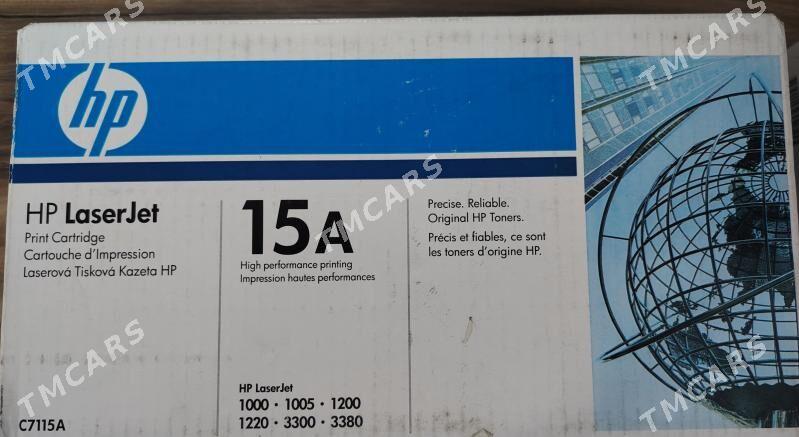 hp
HP LaserJet
Print Cartridge
Cartouche d'Impression
Laserová Tisková Kazeta HP
C7115A
15A
High performance printing
Impression hautes performances
HP LaserJet
1000 · 1005 · 1200
1220 · 3300 · 3380
Precise. Reliable.
Original HP Toners.
Précis et fiables, ce sont
les toners d'origine HP.
TMCARS
TMCARS
TMCARS
TMCARS
TMCARS